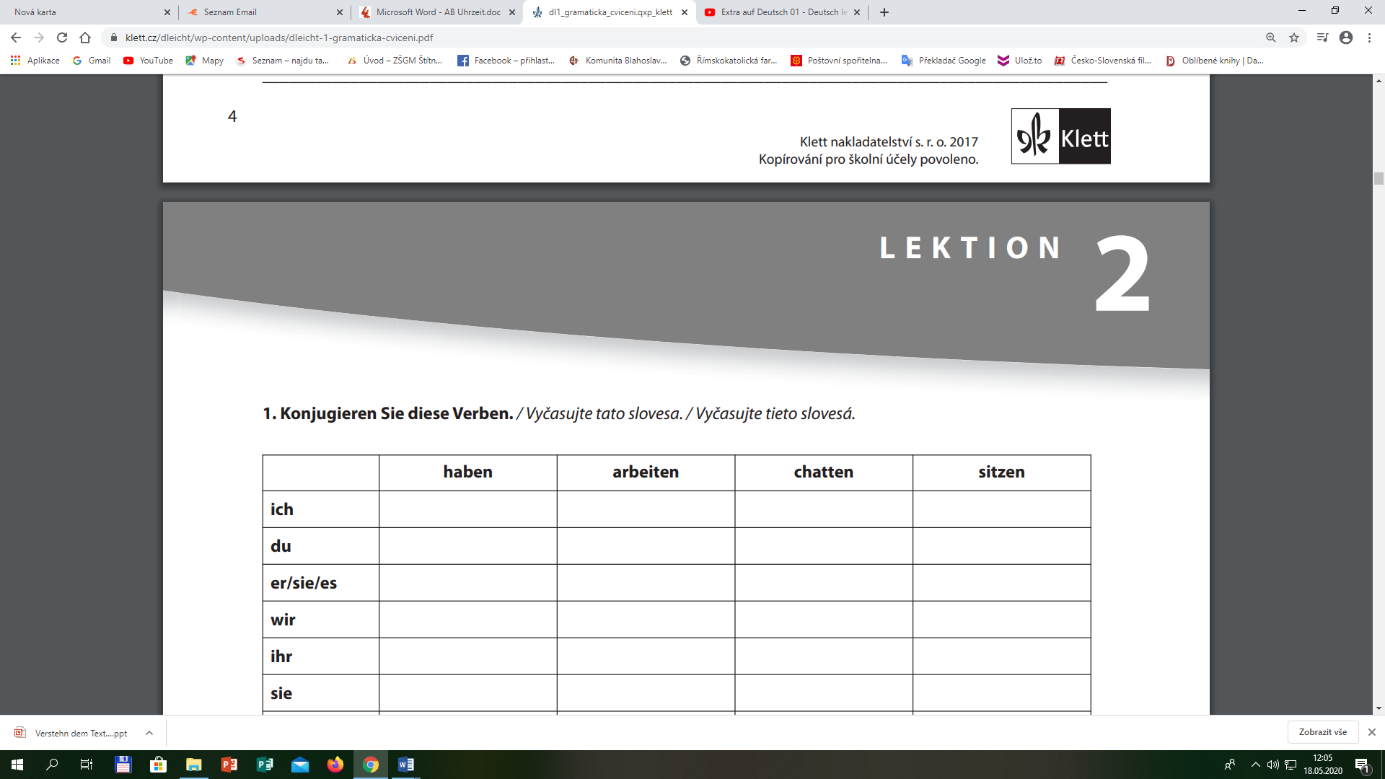 Nová karta
Seznam Email
Microsoft Word - AB Uhrzeit.doc
dl1_gramaticka_cviceni.qxp_klett
Extra auf Deutsch 01 - Deutsch le
klett.cz/dleicht/wp-content/uploads/dleicht-1-gramaticka-cviceni.pdf
Aplikace Gmail YouTube Mapy Seznam – najdu ta... Úvod – ZŠGM Štítn... Facebook – přihlast... Komunita Blahoslav... Římskokatolická far... Poštovní spořitelna... Překladač Google Ulož.to Česko-Slovenská fil... Oblíbené knihy | Da...
4
Klett nakladatelství s. r. o. 2017
Kopírování pro školní účely povoleno.
Klett
LEKTION 2
1. Konjugieren Sie diese Verben. / Vyčasujte tato slovesa. / Vyčasujte tieto slovesá.
haben arbeiten chatten sitzen
ich
du
er/sie/es
wir
ihr
sie
Verstehn dem Text....ppt
Zobrazit vše
12:05
18.05.2020
1